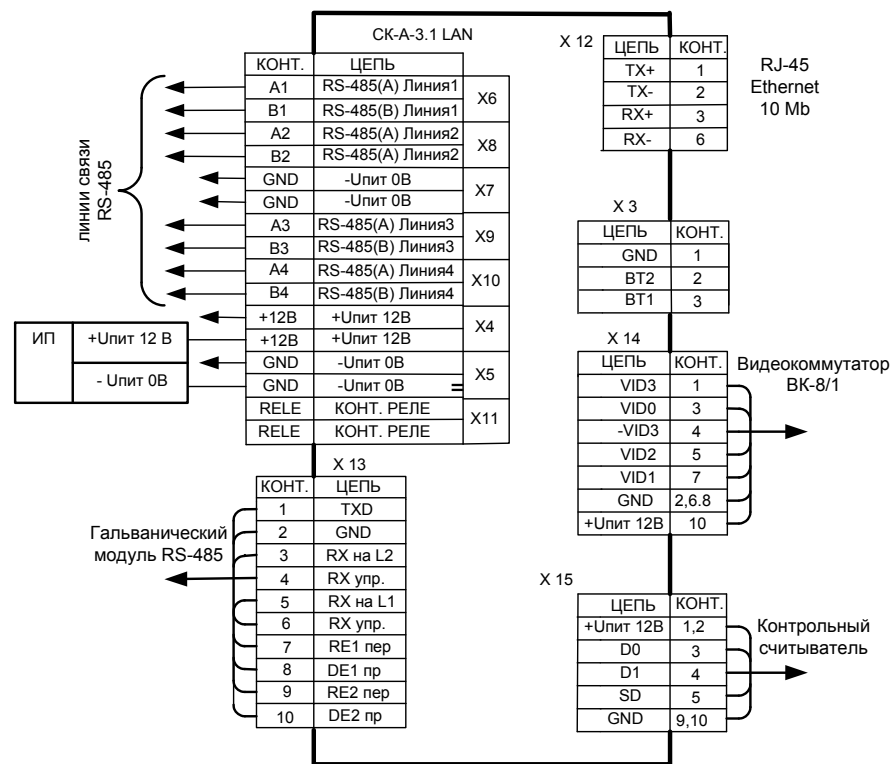 СК-А-3.1 LAN
КОНТ. ЦЕПЬ
A1 RS-485(A) Линия1
B1 RS-485(B) Линия1
X6
A2 RS-485(A) Линия2
B2 RS-485(A) Линия2
X8
GND -Uпит 0В
GND -Uпит 0В
X7
A3 RS-485(A) Линия3
B3 RS-485(B) Линия3
X9
A4 RS-485(A) Линия4
B4 RS-485(B) Линия4
X10
+12В +Uпит 12В
+12В +Uпит 12В
X4
GND -Uпит 0В
GND -Uпит 0В =
X5
RELE КОНТ. РЕЛЕ
RELE КОНТ. РЕЛЕ
X11
линии связи
RS-485
ИП
+Uпит 12 В
- Uпит 0В
X 13
КОНТ. ЦЕПЬ
1 TXD
2 GND
3 RX на L2
4 RX упр.
5 RX на L1
6 RX упр.
7 RE1 пер
8 DE1 пр
9 RE2 пер
10 DE2 пр
Гальванический
модуль RS-485
X 12
ЦЕПЬ КОНТ.
TX+ 1
TX- 2
RX+ 3
RX- 6
RJ-45
Ethernet
10 Mb
X 3
ЦЕПЬ КОНТ.
GND 1
BT2 2
BT1 3
X 14
ЦЕПЬ КОНТ.
VID3 1
VID0 3
-VID3 4
VID2 5
VID1 7
GND 2,6.8
+Uпит 12В 10
Видеокоммутатор
ВК-8/1
X 15
ЦЕПЬ КОНТ.
+Uпит 12В 1,2
D0 3
D1 4
SD 5
GND 9,10
Контрольный
считыватель